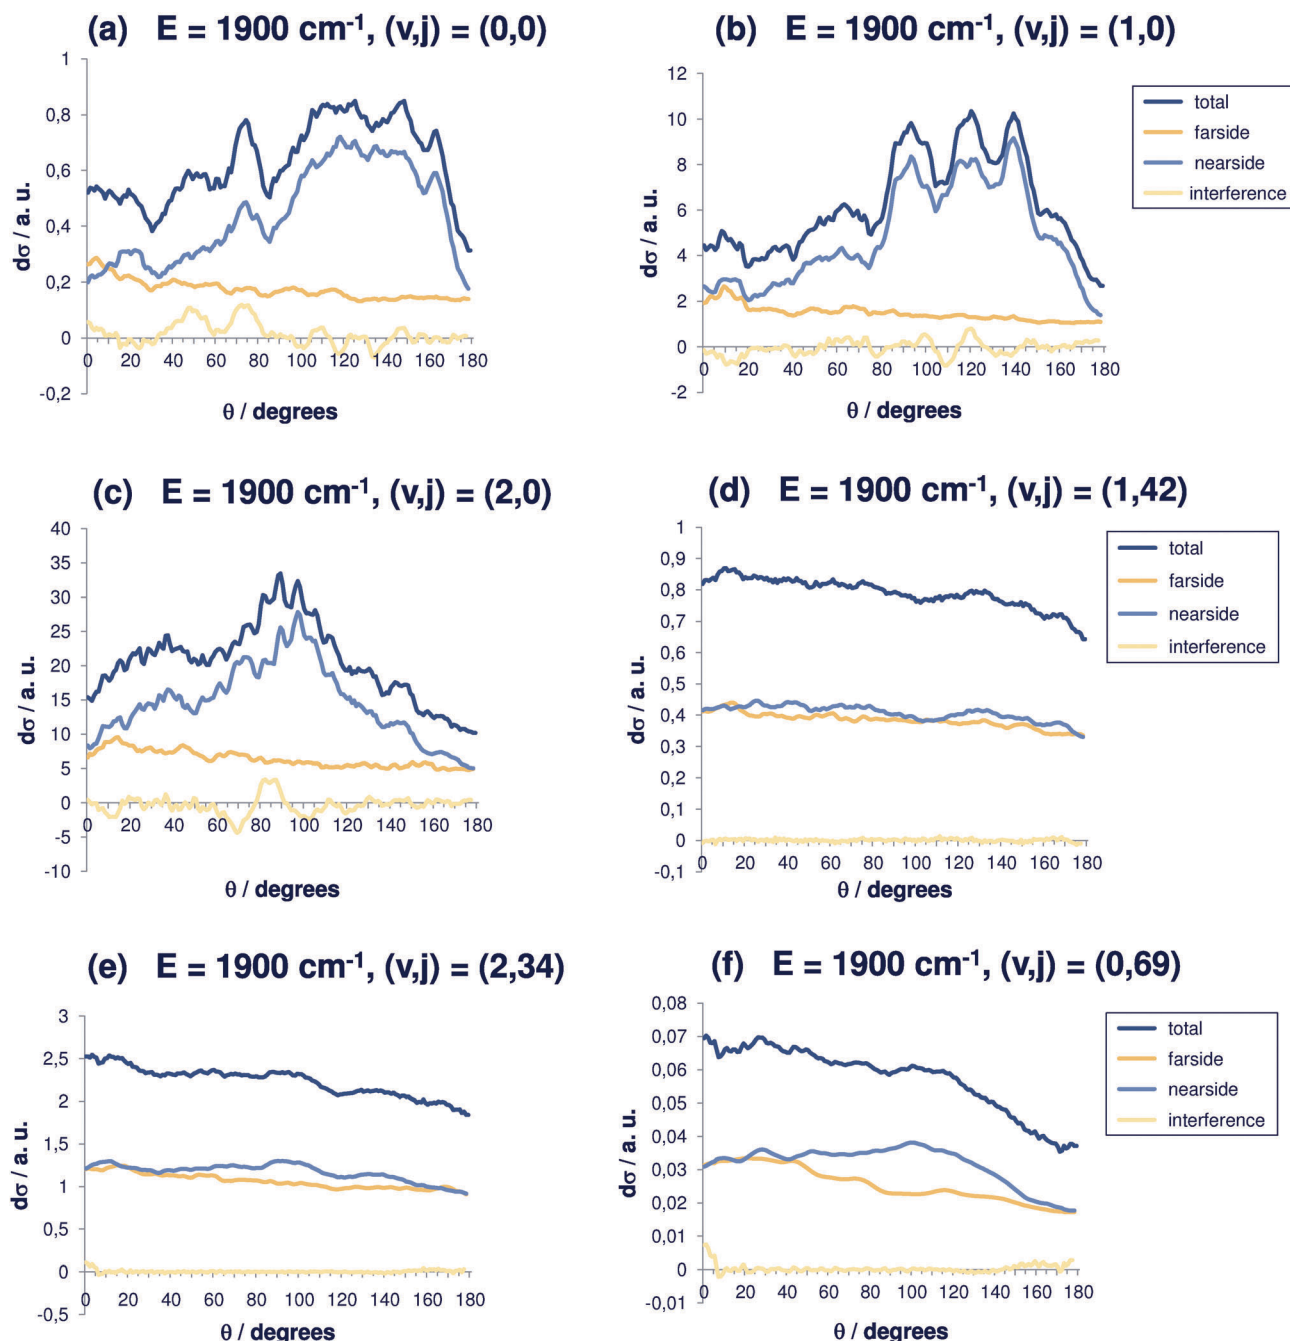 (a) E = 1900 cm-1, (v,j) = (0,0)
1
0,8
0,6
0,4
0,2
0
-0,2
dσ / a. u.
0 20 40 60 80 100 120 140 160 180
θ / degrees
(b) E = 1900 cm-1, (v,j) = (1,0)
12
10
8
6
4
2
0
-2
dσ / a. u.
0 20 40 60 80 100 120 140 160 180
θ / degrees
total
farside
nearside
interference
(c) E = 1900 cm-1, (v,j) = (2,0)
40
35
30
25
20
15
10
5
0
-5
-10
dσ / a. u.
0 20 40 60 80 100 120 140 160 180
θ / degrees
(d) E = 1900 cm-1, (v,j) = (1,42)
1
0,9
0,8
0,7
0,6
0,5
0,4
0,3
0,2
0,1
0
-0,1
dσ / a. u.
0 20 40 60 80 100 120 140 160 180
θ / degrees
total
farside
nearside
interference
(e) E = 1900 cm-1, (v,j) = (2,34)
3
2,5
2
1,5
1
0,5
0
-0,5
dσ / a. u.
0 20 40 60 80 100 120 140 160 180
θ / degrees
(f) E = 1900 cm-1, (v,j) = (0,69)
0,08
0,07
0,06
0,05
0,04
0,03
0,02
0,01
0
-0,01
dσ / a. u.
0 20 40 60 80 100 120 140 160 180
θ / degrees
total
farside
nearside
interference